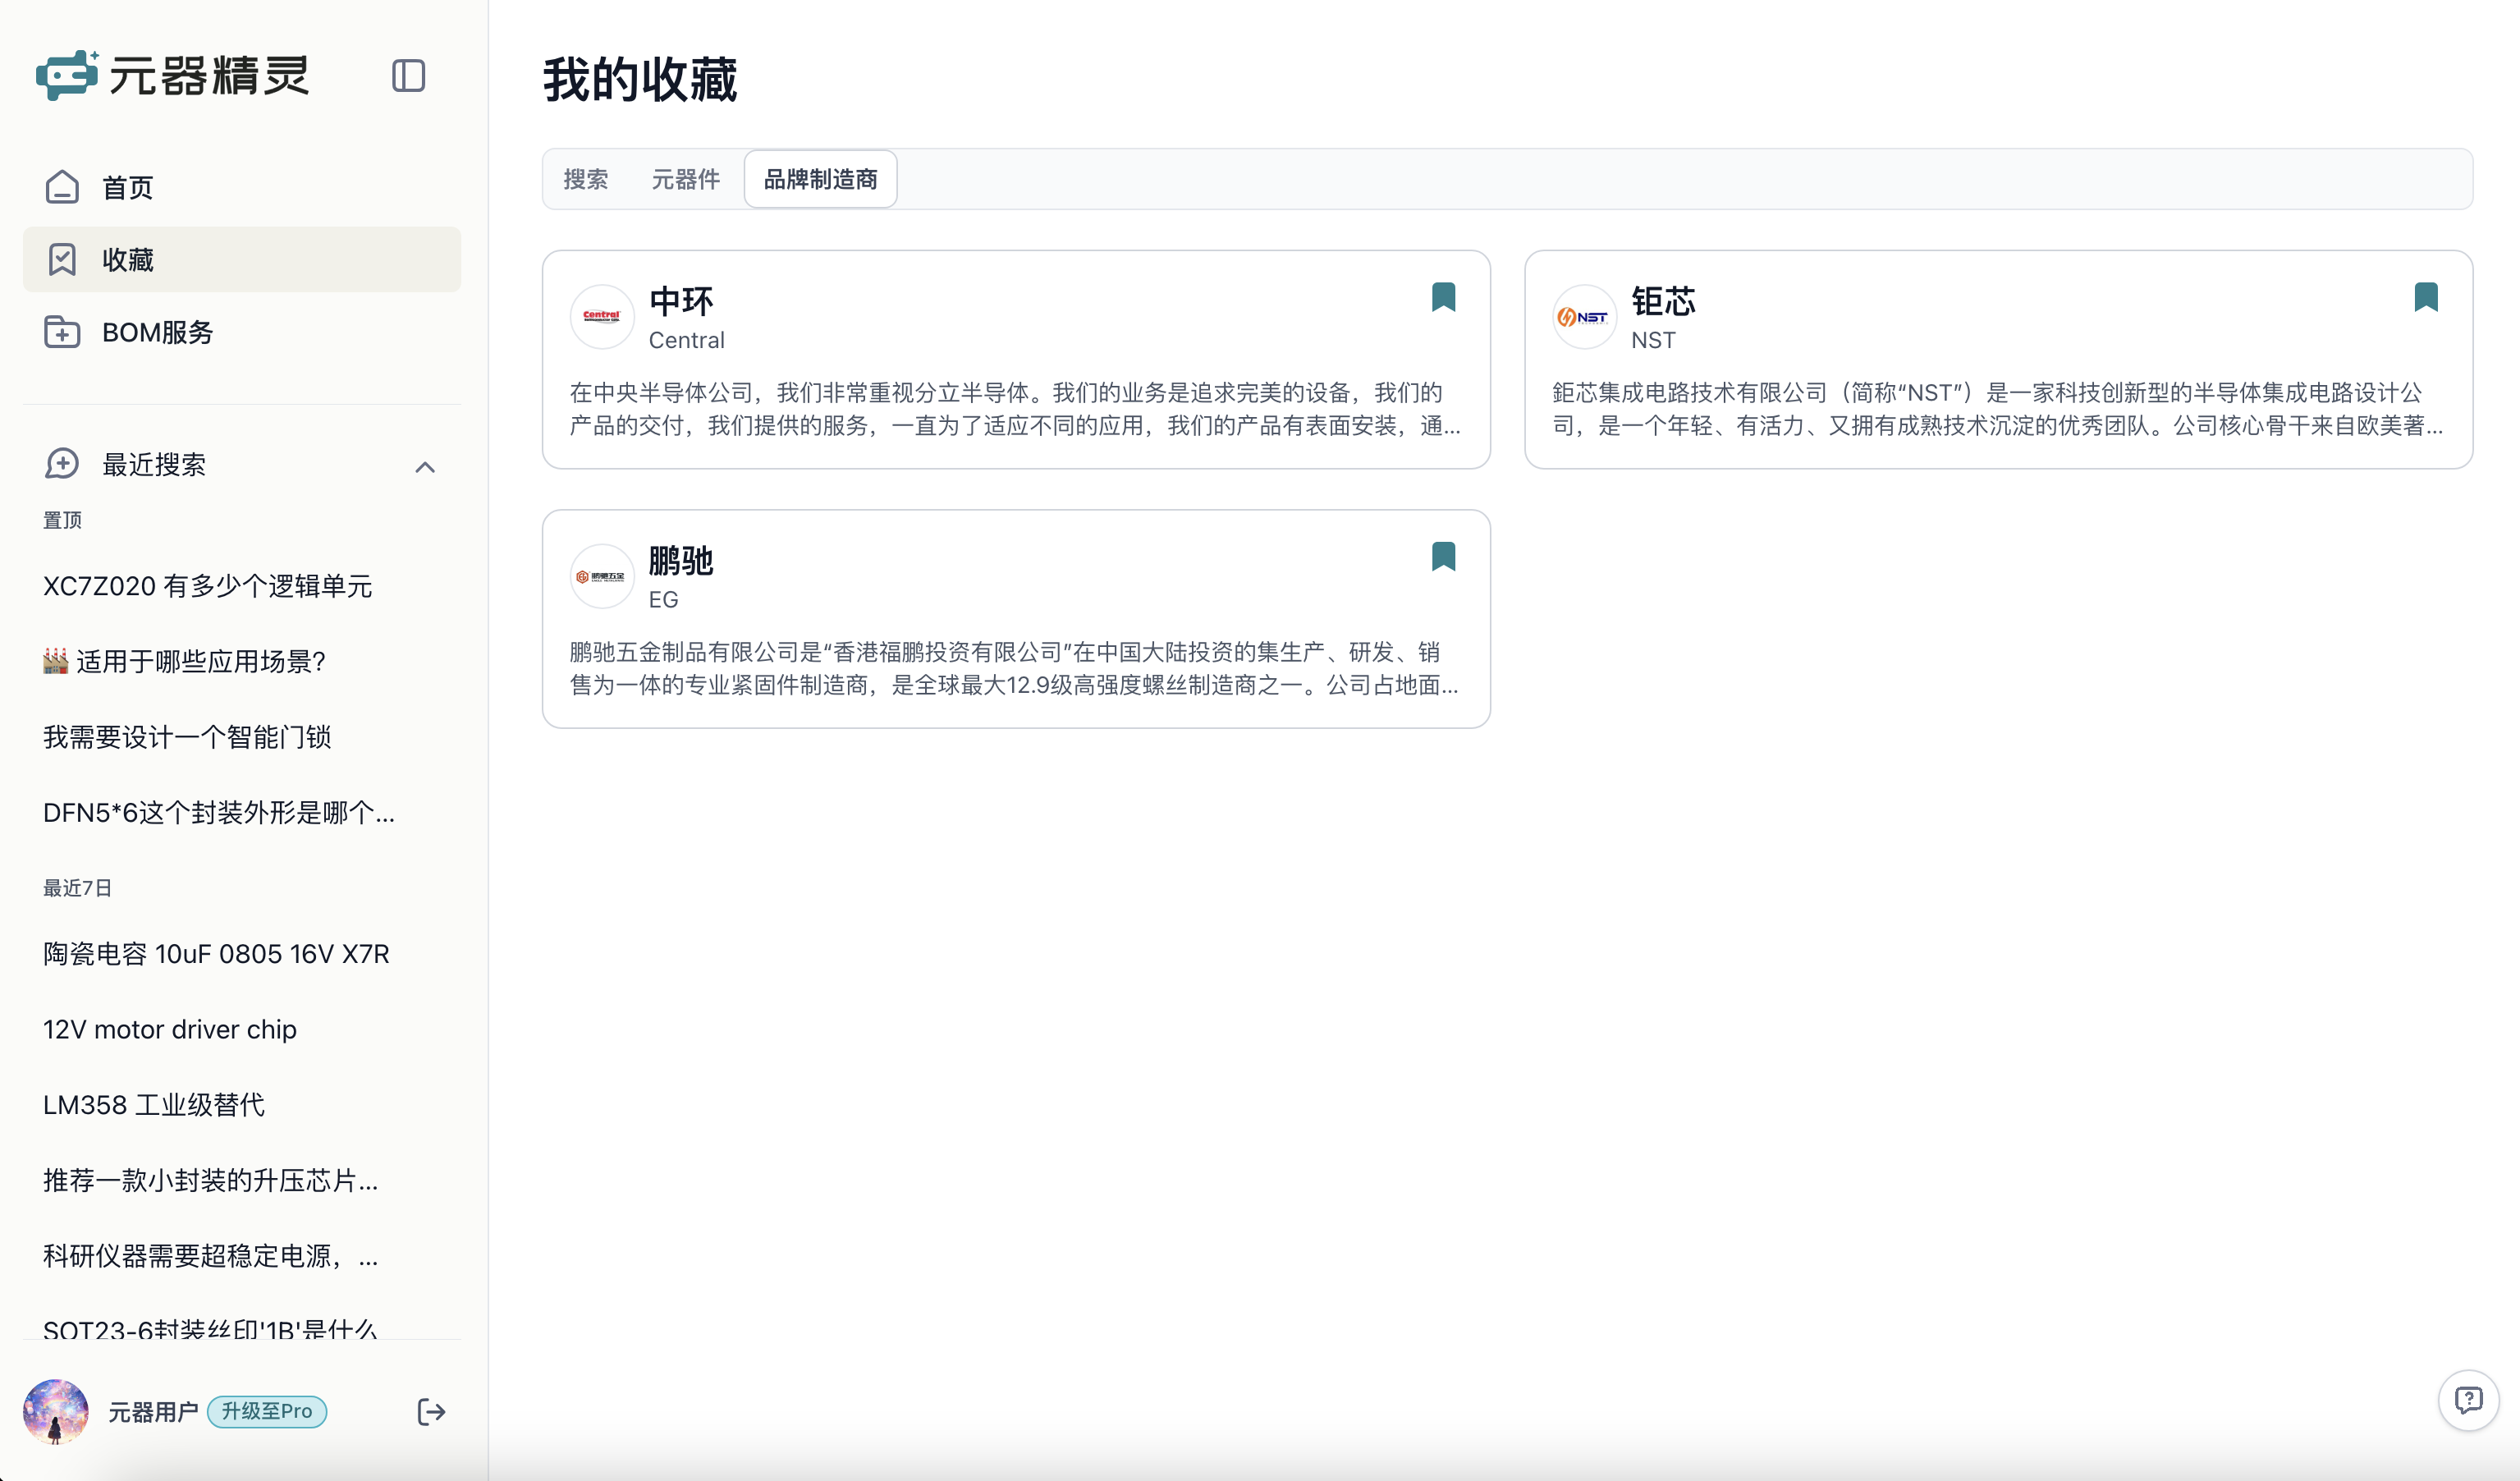 元器精灵
首页
收藏
BOM服务
最近搜索
置顶
XC7Z020 有多少个逻辑单元
适用于哪些应用场景？
我需要设计一个智能门锁
DFN5*6这个封装外形是哪个...
最近7日
陶瓷电容 10uF 0805 16V X7R
12V motor driver chip
LM358 工业级替代
推荐一款小封装的升压芯片...
科研仪器需要超稳定电源，...
SOT23-6封装丝印'1B'是什么
元器用户 升级至Pro
我的收藏
搜索 元器件 品牌制造商
Central
中环
Central
在中央半导体公司，我们非常重视分立半导体。我们的业务是追求完美的设备，我们的
产品的交付，我们提供的服务，一直为了适应不同的应用，我们的产品有表面安装，通...
NST
钜芯
NST
鉅芯集成电路技术有限公司（简称“NST”）是一家科技创新型的半导体集成电路设计公
司，是一个年轻、有活力、又拥有成熟技术沉淀的优秀团队。公司核心骨干来自欧美著...
鹏驰五金
鹏驰
EG
鹏驰五金制品有限公司是“香港福鹏投资有限公司”在中国大陆投资的集生产、研发、销
售为一体的专业紧固件制造商，是全球最大12.9级高强度螺丝制造商之一。公司占地面...